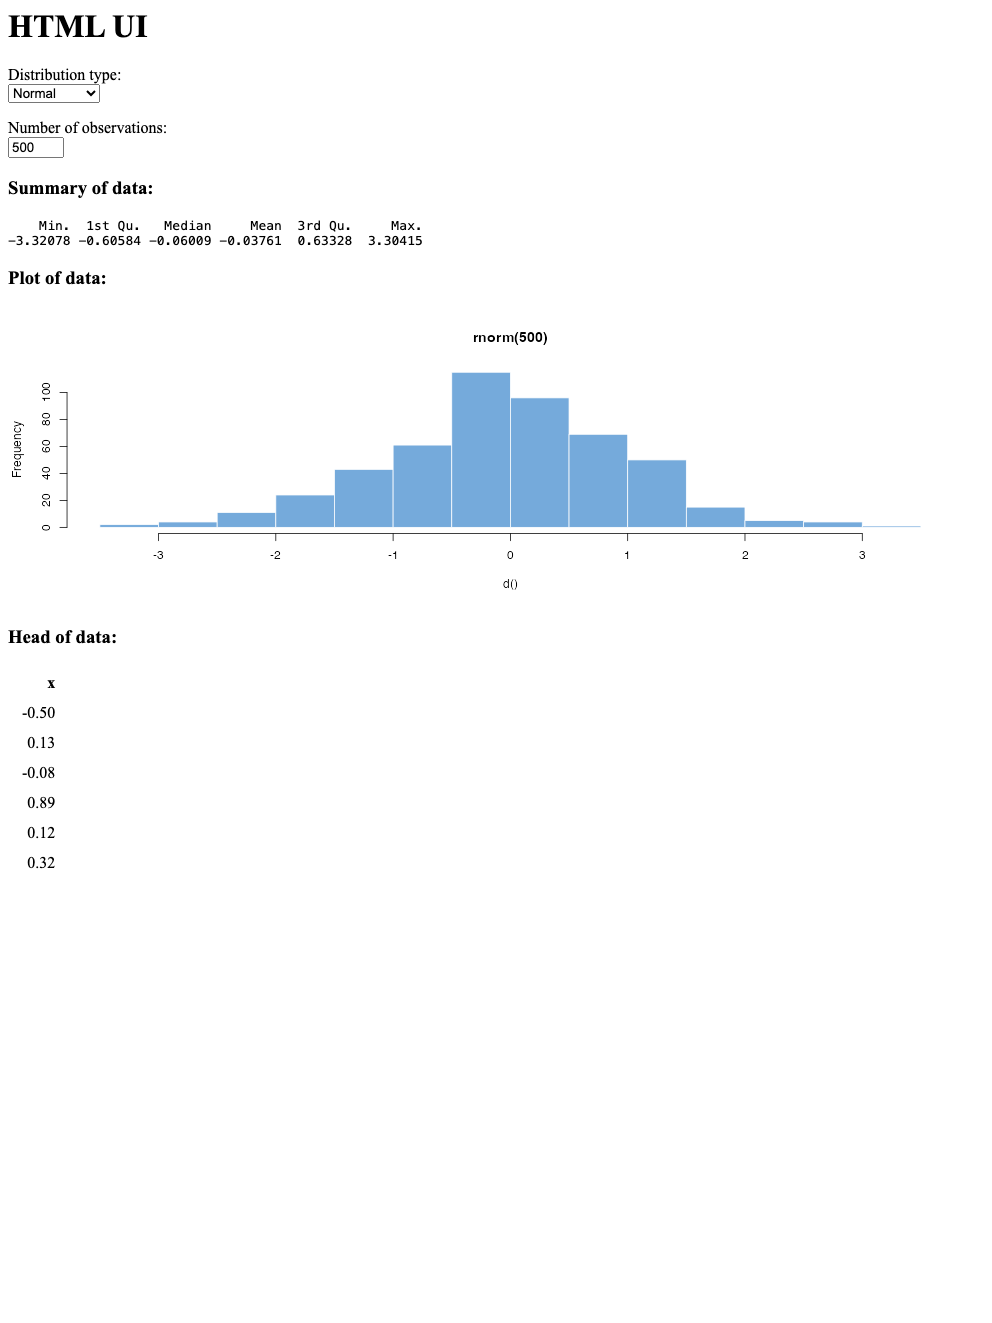 HTML UI
Distribution type:
Normal
Number of observations:
500
Summary of data:
Min. 1st Qu. Median Mean 3rd Qu. Max.
-3.32078 -0.60584 -0.06009 -0.03761 0.63328 3.30415
Plot of data:
rnorm(500)
Frequency
0 20 40 60 80 100
-3 -2 -1 0 1 2 3
d()
Head of data:
x
-0.50
0.13
-0.08
0.89
0.12
0.32